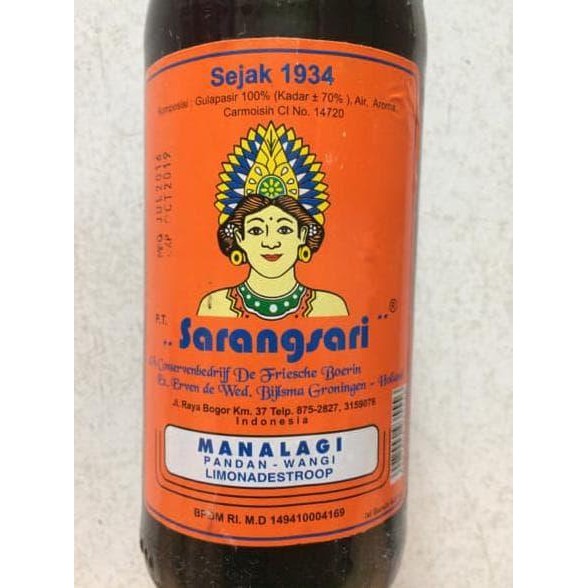 Sejak 1934
Komposisi : Gulapasir 100% (Kadar ± 70% ), Air, Aroma
Carmoisin CI No. 14720
JUL2016
OCT2019
P.T.
„Sarangsari" ®
Conservenbedrijf De Friesche Boerin
Ex. Erven de Wed. Bijlsma Groningen - Holland
Jl. Raya Bogor Km. 37 Telp. 875-2827, 3159076
Indonesia
MANALAGI
PANDAN - WANGI
LIMONADESTROOP
BPOM RI. M.D 149410004169